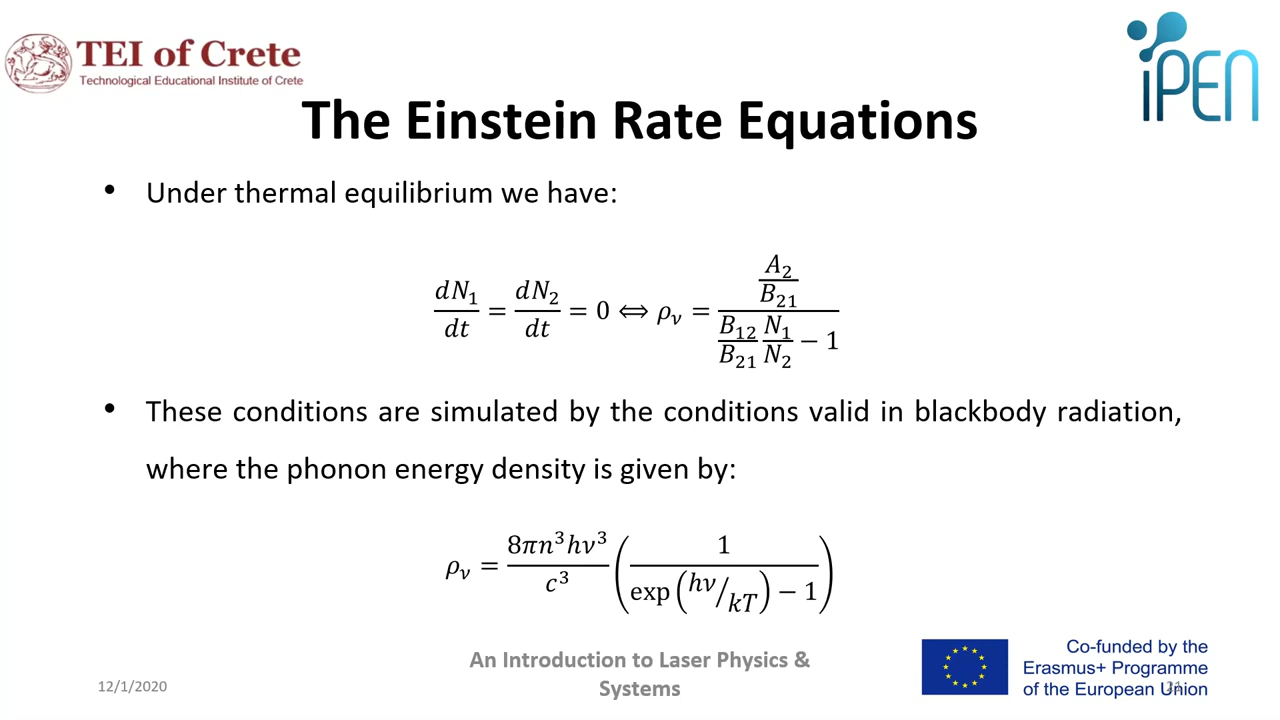 TEI of Crete
Technological Educational Institute of Crete
iPEN
The Einstein Rate Equations
• Under thermal equilibrium we have:
dN₁/dt = dN₂/dt = 0 ⟺ ρᵥ = (A₂/B₂₁) / ((B₁₂/B₂₁)(N₁/N₂) − 1)
• These conditions are simulated by the conditions valid in blackbody radiation,
where the phonon energy density is given by:
ρᵥ = (8πn³hν³/c³) (1/(exp(hν/kT) − 1))
12/1/2020
An Introduction to Laser Physics &
Systems
Co-funded by the
Erasmus+ Programme
of the European Union